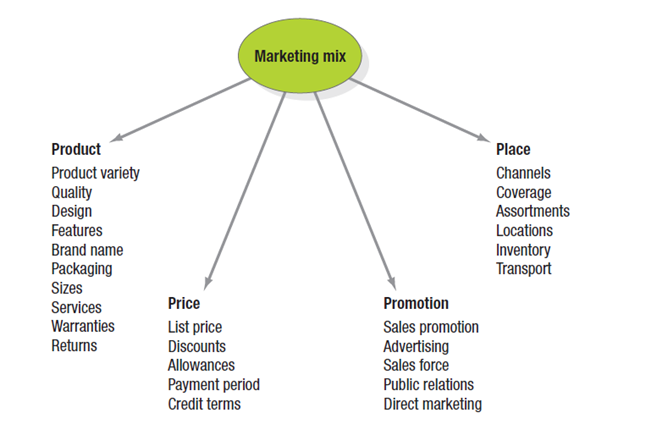 Marketing mix
Product
Product variety
Quality
Design
Features
Brand name
Packaging
Sizes
Services
Warranties
Returns
Price
List price
Discounts
Allowances
Payment period
Credit terms
Promotion
Sales promotion
Advertising
Sales force
Public relations
Direct marketing
Place
Channels
Coverage
Assortments
Locations
Inventory
Transport